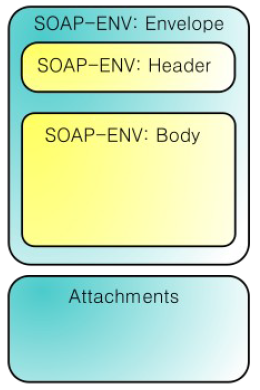 SOAP-ENV: Envelope
SOAP-ENV: Header
SOAP-ENV: Body
Attachments